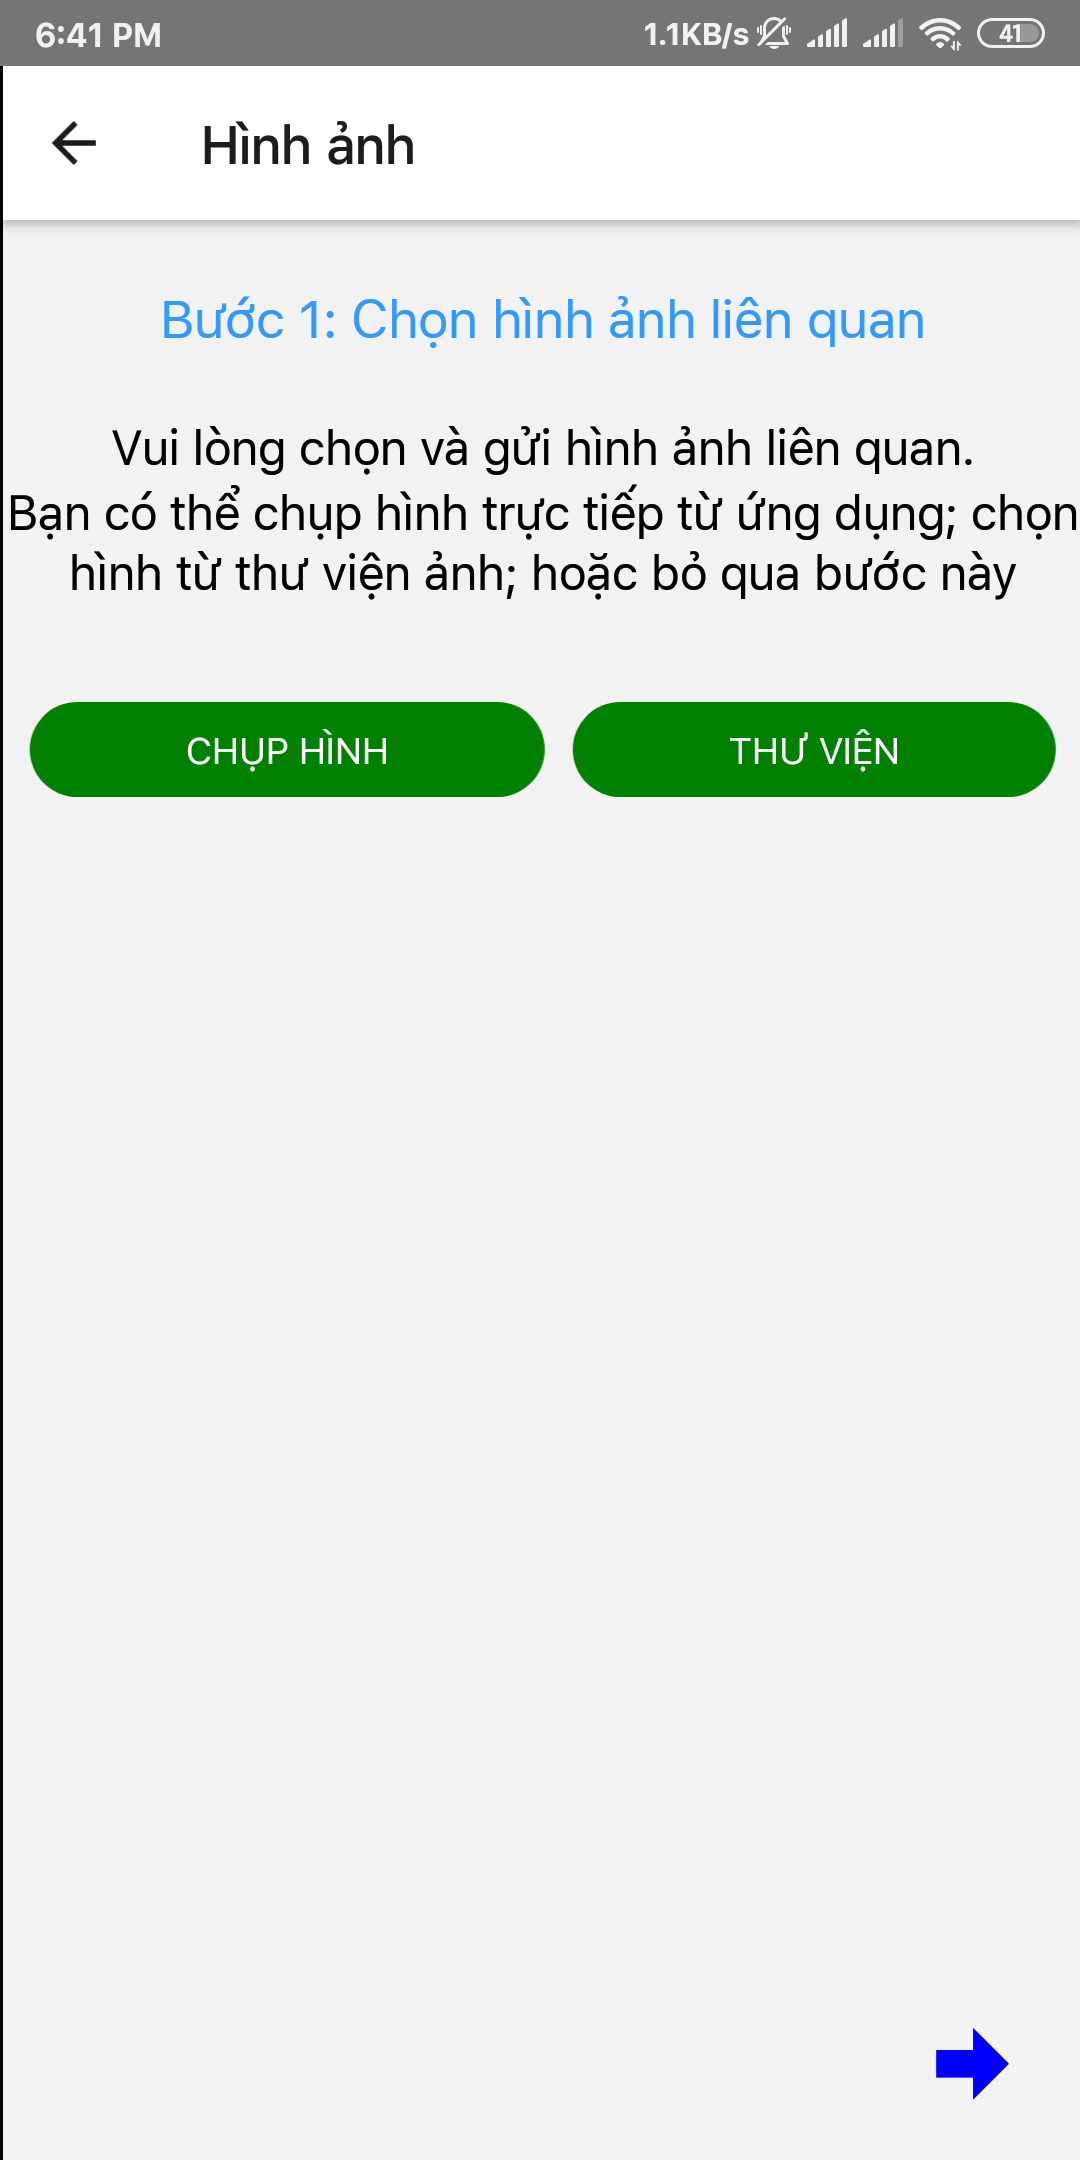 6:41 PM 1.1KB/s 41
Hình ảnh
Bước 1: Chọn hình ảnh liên quan
Vui lòng chọn và gửi hình ảnh liên quan.
Bạn có thể chụp hình trực tiếp từ ứng dụng; chọn
hình từ thư viện ảnh; hoặc bỏ qua bước này
CHỤP HÌNH THƯ VIỆN